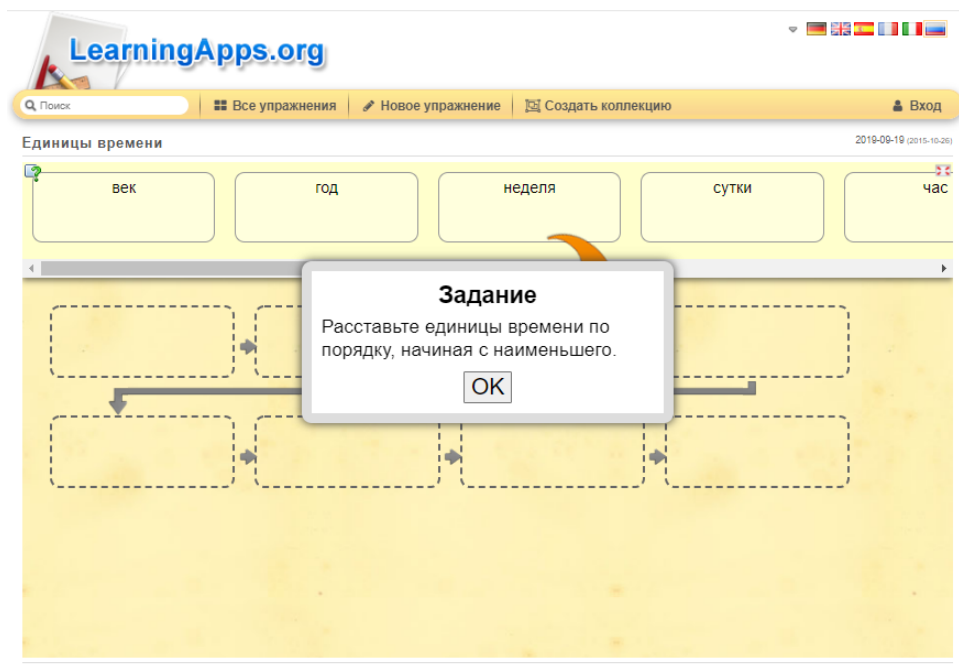 LearningApps.org
Поиск
Все упражнения
Новое упражнение
Создать коллекцию
Вход
Единицы времени
2019-09-19 (2015-10-26)
век
год
неделя
сутки
час
Задание
Расставьте единицы времени по
порядку, начиная с наименьшего.
OK